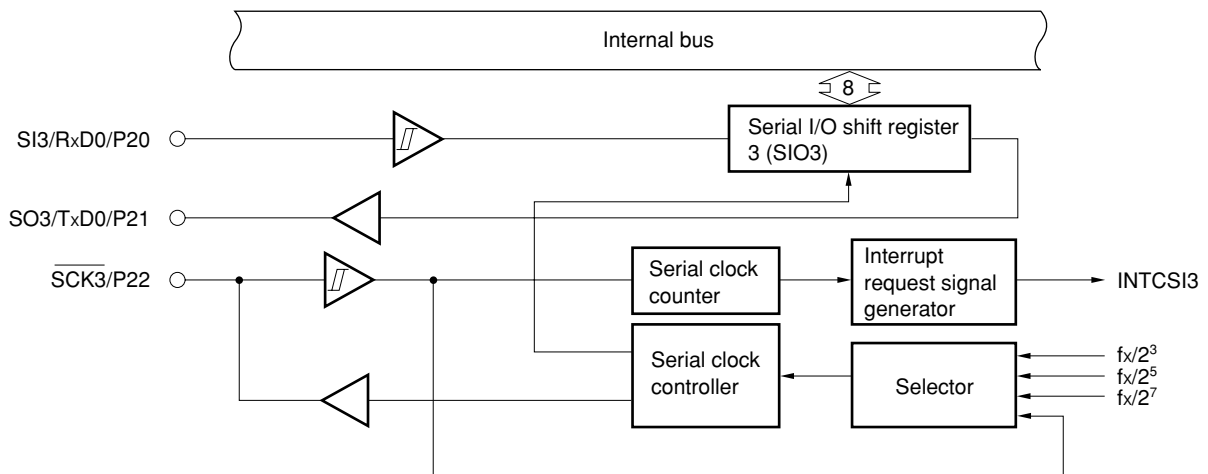 Internal bus
8
SI3/RxD0/P20
Serial I/O shift register
3 (SIO3)
SO3/TxD0/P21
SCK3/P22
Serial clock
counter
Interrupt
request signal
generator
INTCSI3
Serial clock
controller
Selector
fx/2³
fx/2⁵
fx/2⁷